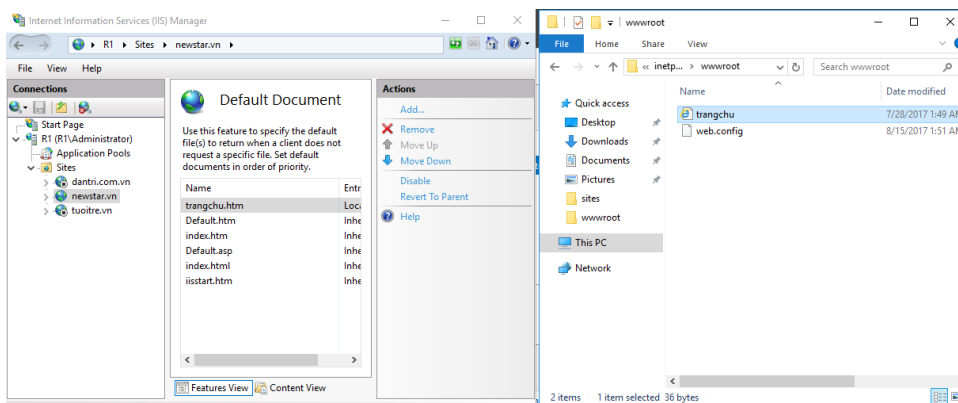 Internet Information Services (IIS) Manager
R1 Sites newstar.vn
File View Help
Connections
Start Page
R1 (R1\Administrator)
Application Pools
Sites
dantri.com.vn
newstar.vn
tuoitre.vn
Default Document
Use this feature to specify the default
file(s) to return when a client does not
request a specific file. Set default
documents in order of priority.
Name Entr
trangchu.htm Loca
Default.htm Inhe
index.htm Inhe
Default.asp Inhe
index.html Inhe
iisstart.htm Inhe
Features View Content View
Actions
Add...
Remove
Move Up
Move Down
Disable
Revert To Parent
Help
wwwroot
File Home Share View
« inetp... wwwroot Search wwwroot
Quick access
Desktop
Downloads
Documents
Pictures
sites
wwwroot
This PC
Network
Name Date modified
trangchu 7/28/2017 1:49 AM
web.config 8/15/2017 1:51 AM
2 items 1 item selected 36 bytes